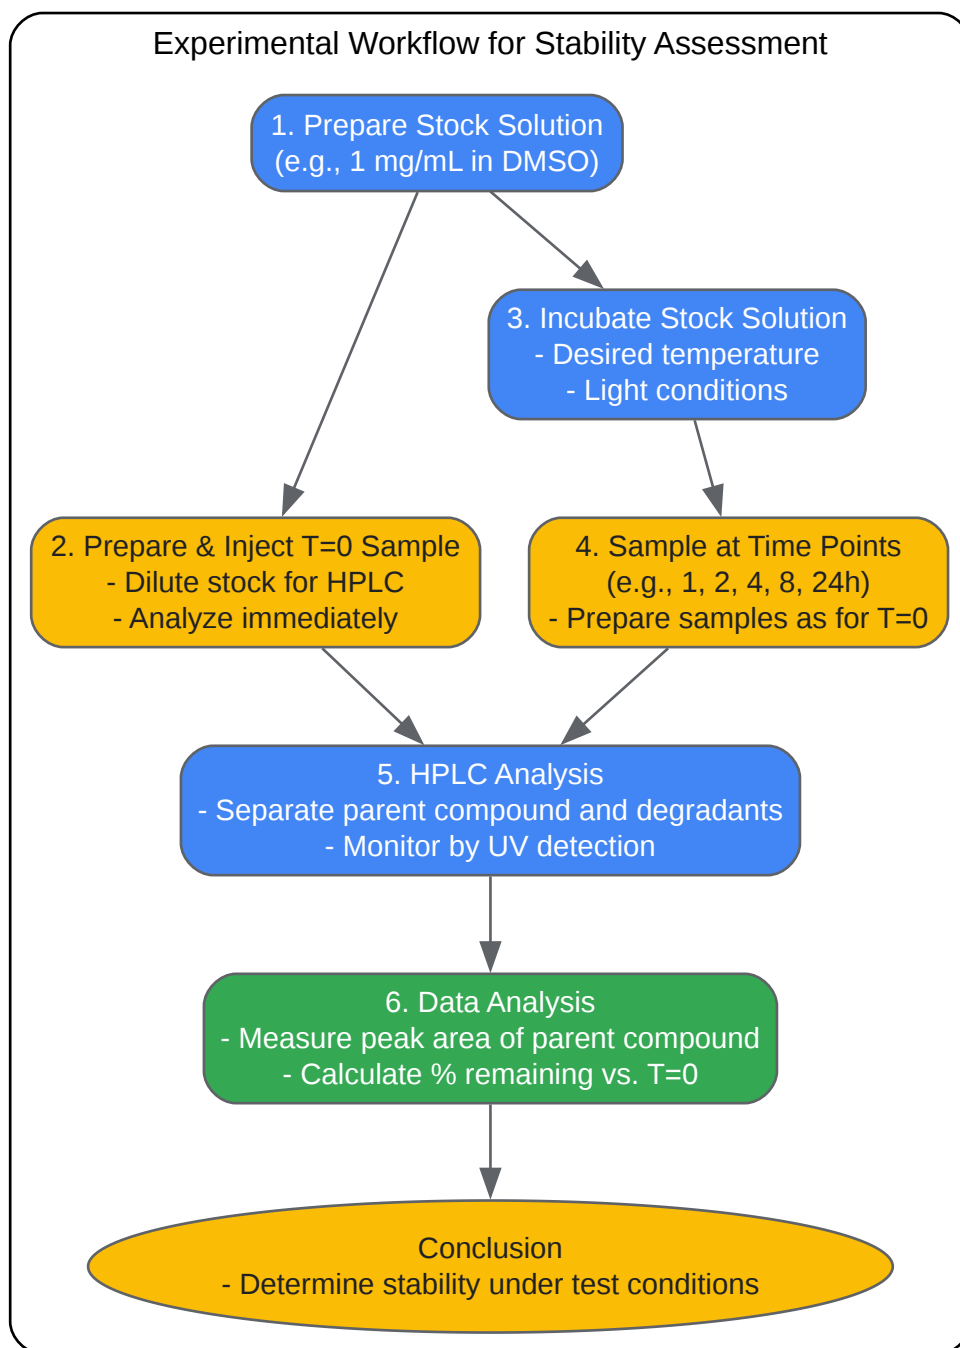 Experimental Workflow for Stability Assessment
1. Prepare Stock Solution
(e.g., 1 mg/mL in DMSO)
3. Incubate Stock Solution
- Desired temperature
- Light conditions
2. Prepare & Inject T=0 Sample
- Dilute stock for HPLC
- Analyze immediately
4. Sample at Time Points
(e.g., 1, 2, 4, 8, 24h)
- Prepare samples as for T=0
5. HPLC Analysis
- Separate parent compound and degradants
- Monitor by UV detection
6. Data Analysis
- Measure peak area of parent compound
- Calculate % remaining vs. T=0
Conclusion
- Determine stability under test conditions